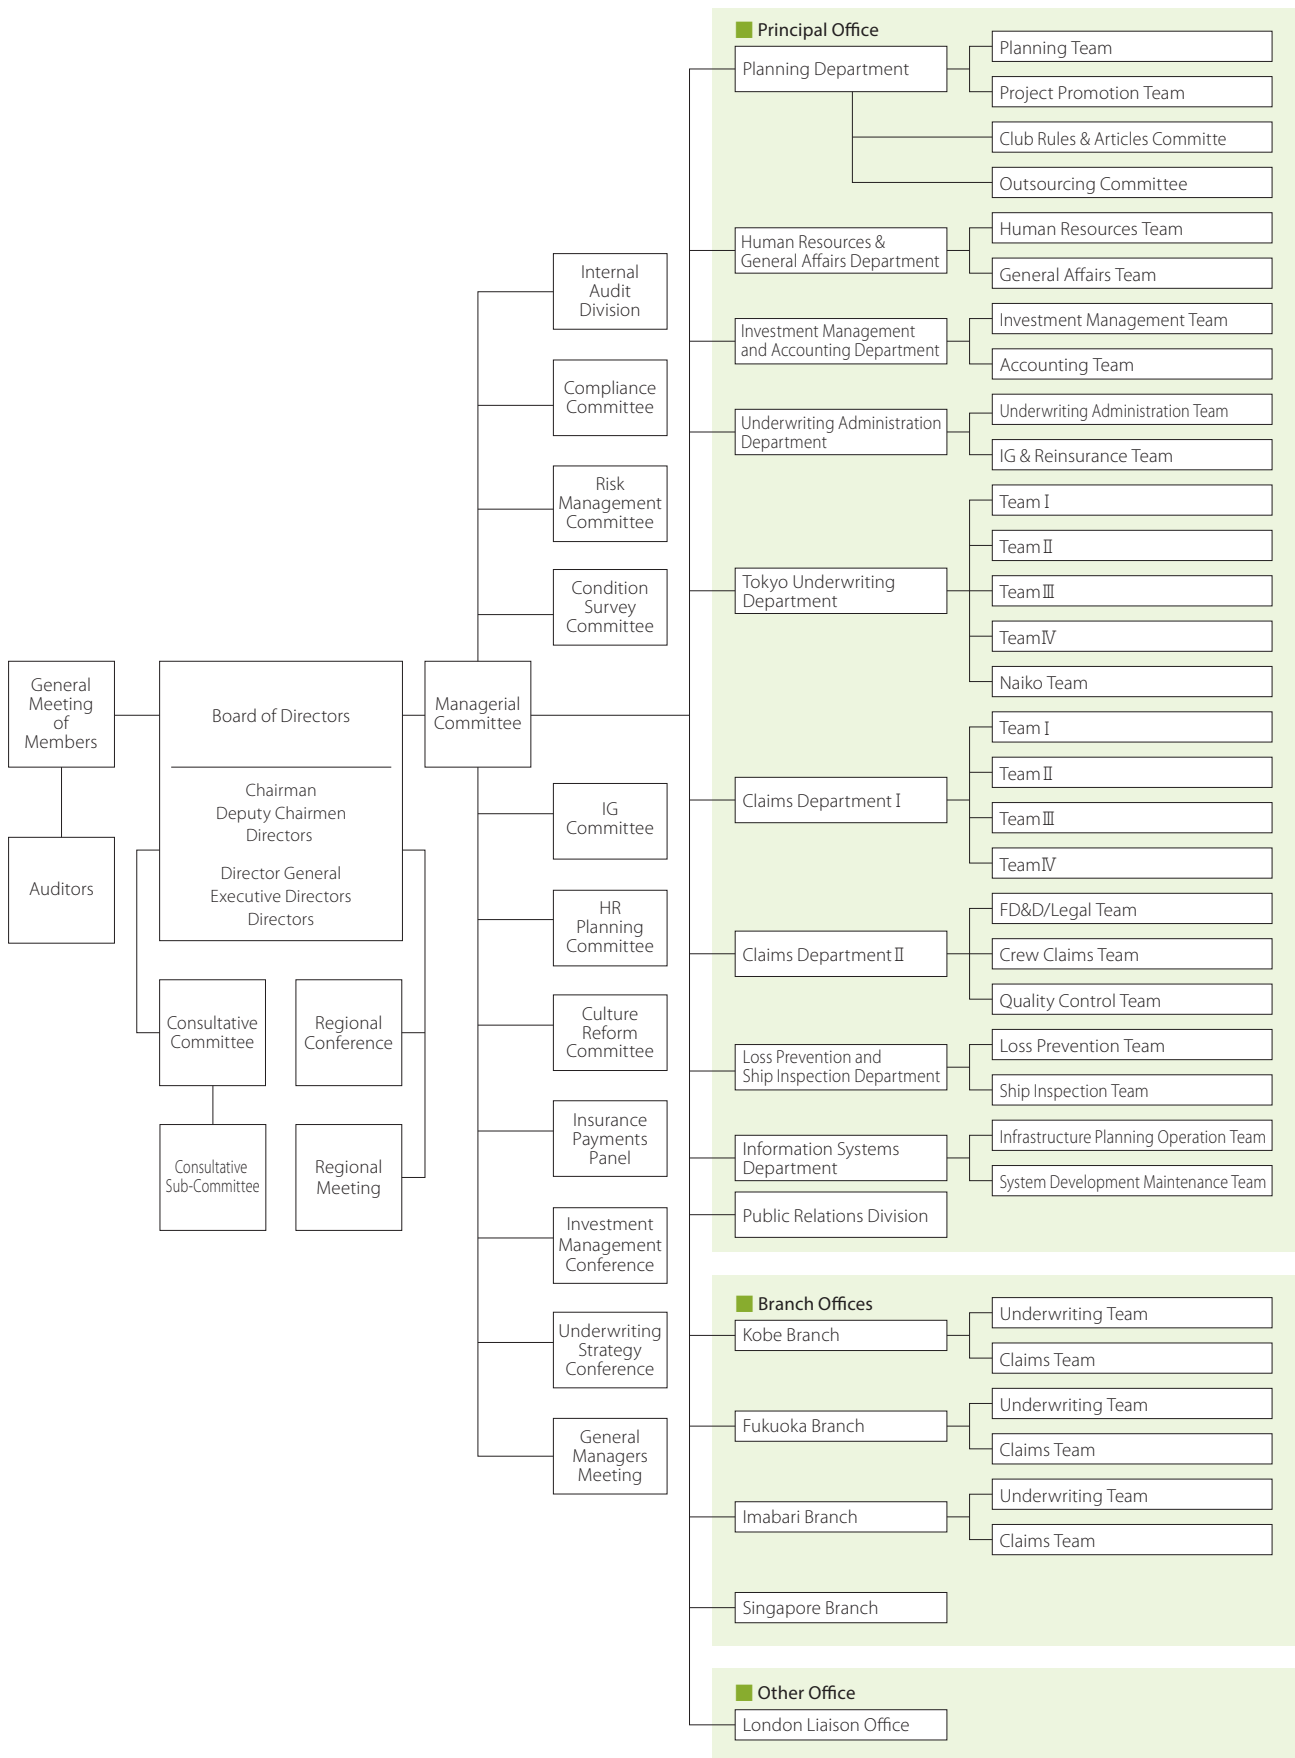 General
Meeting
of
Members
Auditors
Board of Directors
Chairman
Deputy Chairmen
Directors
Director General
Executive Directors
Directors
Consultative
Committee
Regional
Conference
Consultative
Sub-Committee
Regional
Meeting
Managerial
Committee
Internal
Audit
Division
Compliance
Committee
Risk
Management
Committee
Condition
Survey
Committee
IG
Committee
HR
Planning
Committee
Culture
Reform
Committee
Insurance
Payments
Panel
Investment
Management
Conference
Underwriting
Strategy
Conference
General
Managers
Meeting
Principal Office
Planning Department
Planning Team
Project Promotion Team
Club Rules & Articles Committe
Outsourcing Committee
Human Resources &
General Affairs Department
Human Resources Team
General Affairs Team
Investment Management
and Accounting Department
Investment Management Team
Accounting Team
Underwriting Administration
Department
Underwriting Administration Team
IG & Reinsurance Team
Tokyo Underwriting
Department
Team Ⅰ
Team Ⅱ
Team Ⅲ
Team Ⅳ
Naiko Team
Claims Department Ⅰ
Team Ⅰ
Team Ⅱ
Team Ⅲ
Team Ⅳ
Claims Department Ⅱ
FD&D/Legal Team
Crew Claims Team
Quality Control Team
Loss Prevention and
Ship Inspection Department
Loss Prevention Team
Ship Inspection Team
Information Systems
Department
Infrastructure Planning Operation Team
System Development Maintenance Team
Public Relations Division
Branch Offices
Kobe Branch
Underwriting Team
Claims Team
Fukuoka Branch
Underwriting Team
Claims Team
Imabari Branch
Underwriting Team
Claims Team
Singapore Branch
Other Office
London Liaison Office